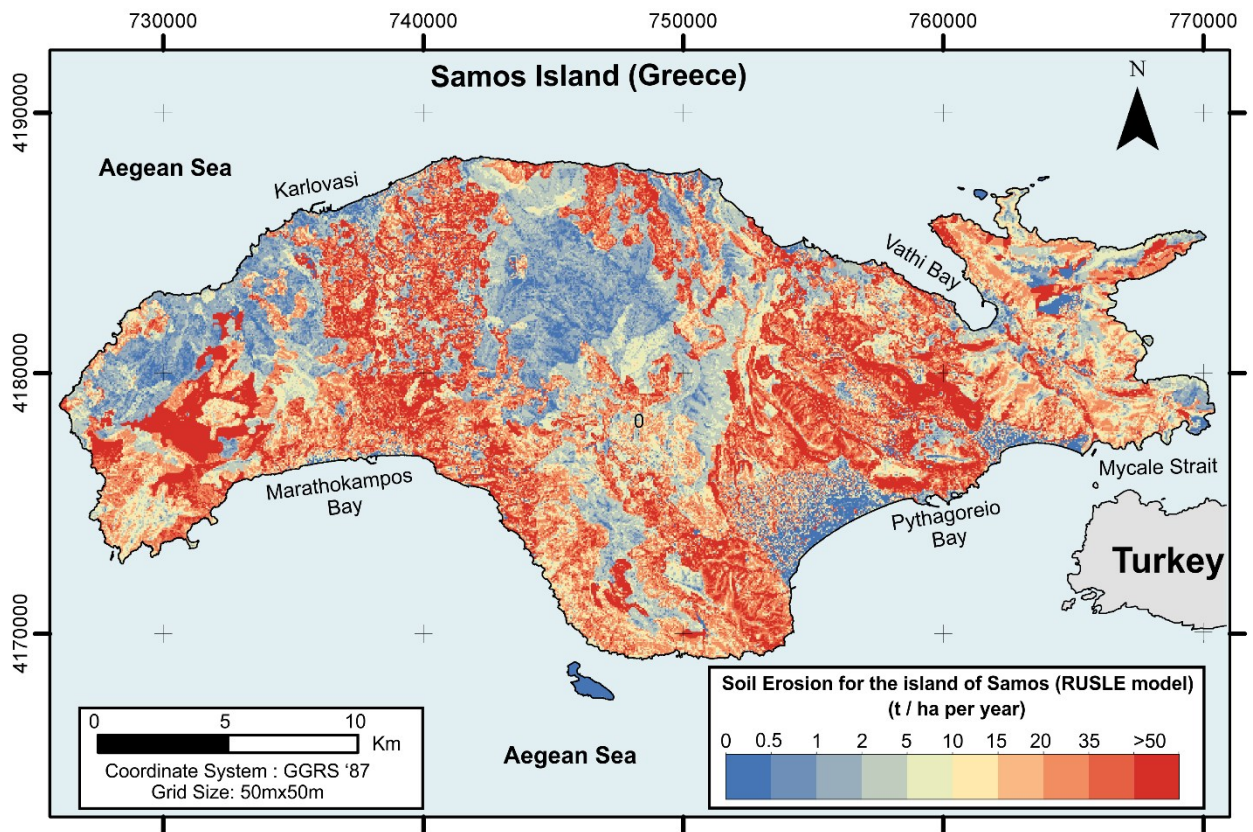 730000 740000 750000 760000 770000
Samos Island (Greece)
N
4190000
Aegean Sea
Karlovasi
Vathi Bay
4180000
0
Mycale Strait
Marathokampos
Bay
Pythagoreio
Bay
Turkey
4170000
Soil Erosion for the island of Samos (RUSLE model)
(t / ha per year)
0 0.5 1 2 5 10 15 20 35 >50
0 5 10
Km
Coordinate System : GGRS ‘87
Grid Size: 50mx50m
Aegean Sea